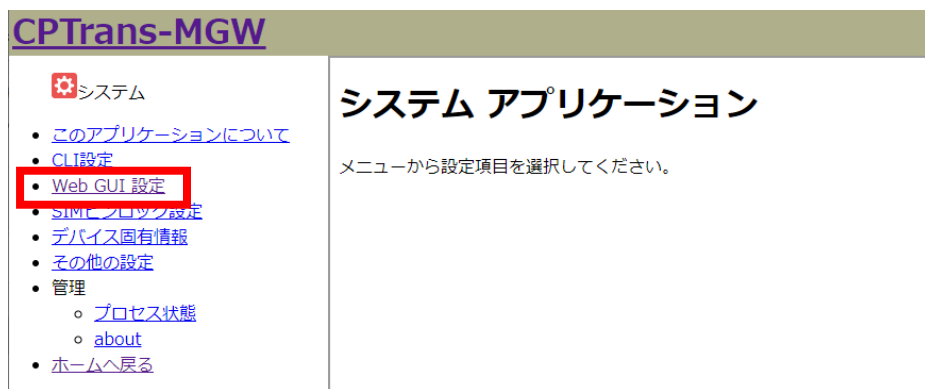 CPTrans-MGW
システム
このアプリケーションについて
CLI設定
Web GUI 設定
SIMピンロック設定
デバイス固有情報
その他の設定
管理
プロセス状態
about
ホームへ戻る
システム アプリケーション
メニューから設定項目を選択してください。